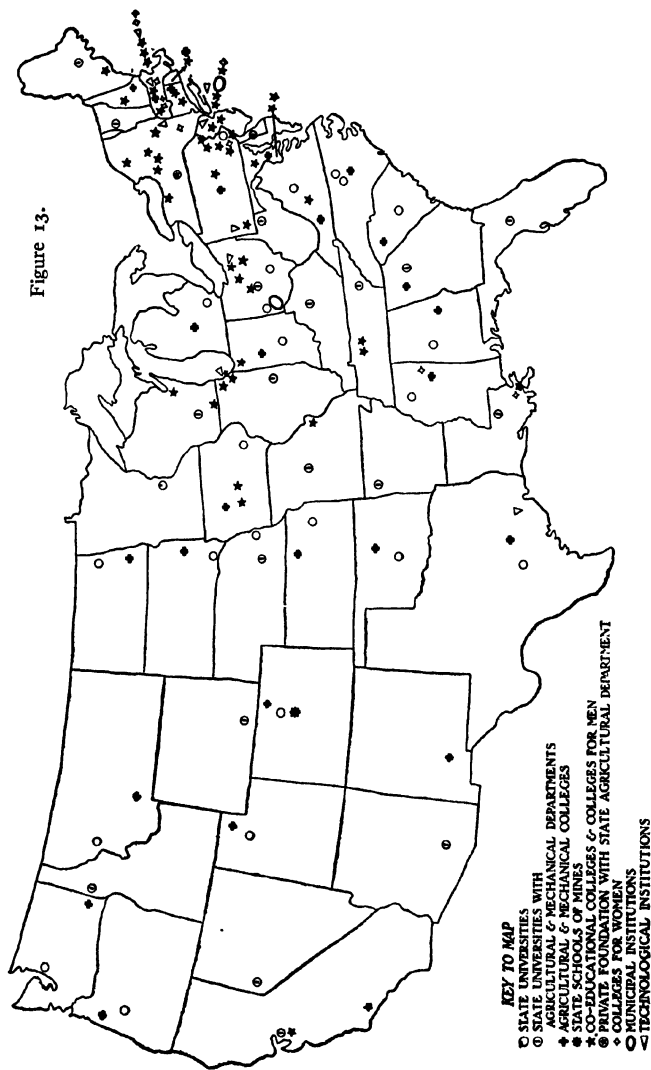 Figure 13.
KEY TO MAP
STATE UNIVERSITIES
STATE UNIVERSITIES WITH
AGRICULTURAL & MECHANICAL DEPARTMENTS
AGRICULTURAL & MECHANICAL COLLEGES
STATE SCHOOLS OF MINES
CO-EDUCATIONAL COLLEGES & COLLEGES FOR MEN
PRIVATE FOUNDATION WITH STATE AGRICULTURAL DEPARTMENT
COLLEGES FOR WOMEN
MUNICIPAL INSTITUTIONS
TECHNOLOGICAL INSTITUTIONS